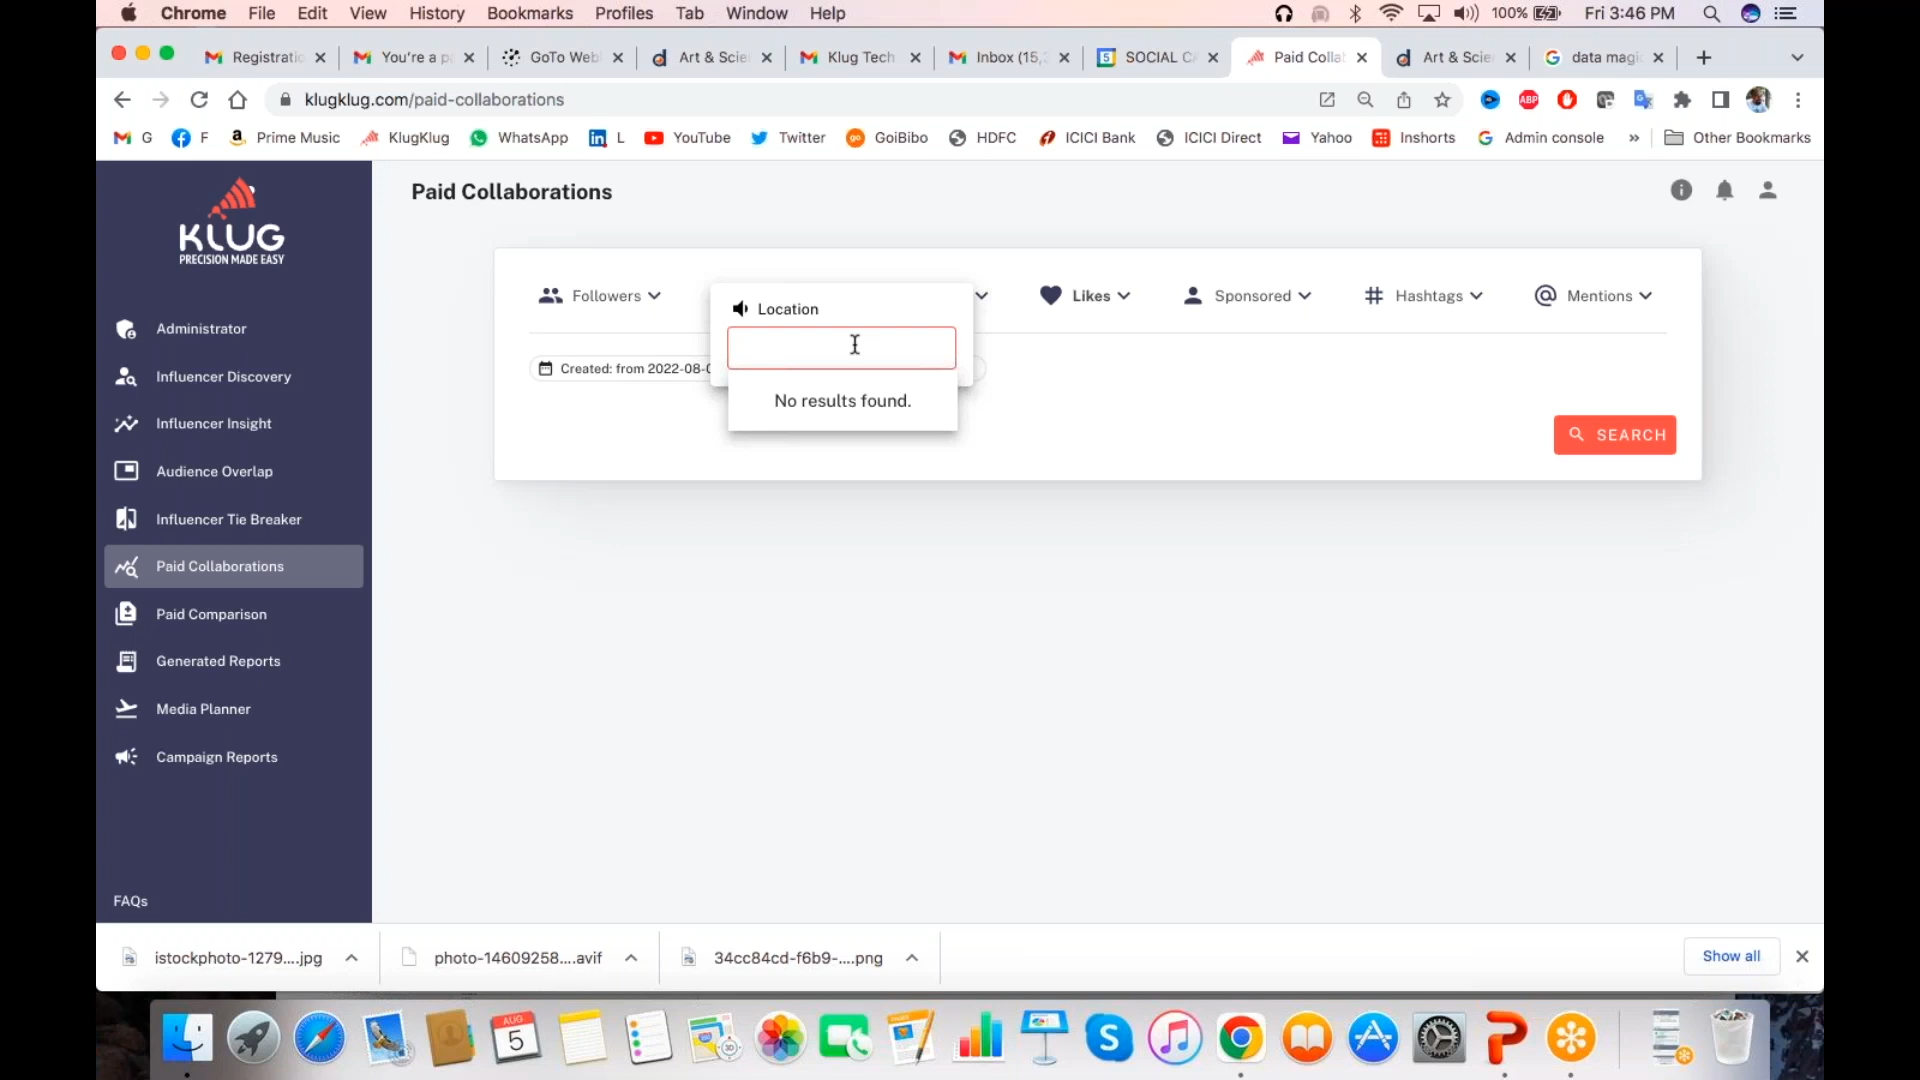 Chrome File Edit View History Bookmarks Profiles Tab Window Help 100% Fri 3:46 PM
Registratio You're a pa GoTo Web Art & Scie Klug Tech Inbox (15, SOCIAL CA Paid Collab Art & Scie data magi
klugklug.com/paid-collaborations
G F Prime Music KlugKlug WhatsApp L YouTube Twitter GoiBibo HDFC ICICI Bank ICICI Direct Yahoo Inshorts Admin console » Other Bookmarks
KLUG
PRECISION MADE EASY
Administrator
Influencer Discovery
Influencer Insight
Audience Overlap
Influencer Tie Breaker
Paid Collaborations
Paid Comparison
Generated Reports
Media Planner
Campaign Reports
FAQs
Paid Collaborations
Followers Likes Sponsored Hashtags Mentions
Location
Created: from 2022-08-0
No results found.
SEARCH
istockphoto-1279....jpg photo-14609258....avif 34cc84cd-f6b9-....png Show all
AUG
5